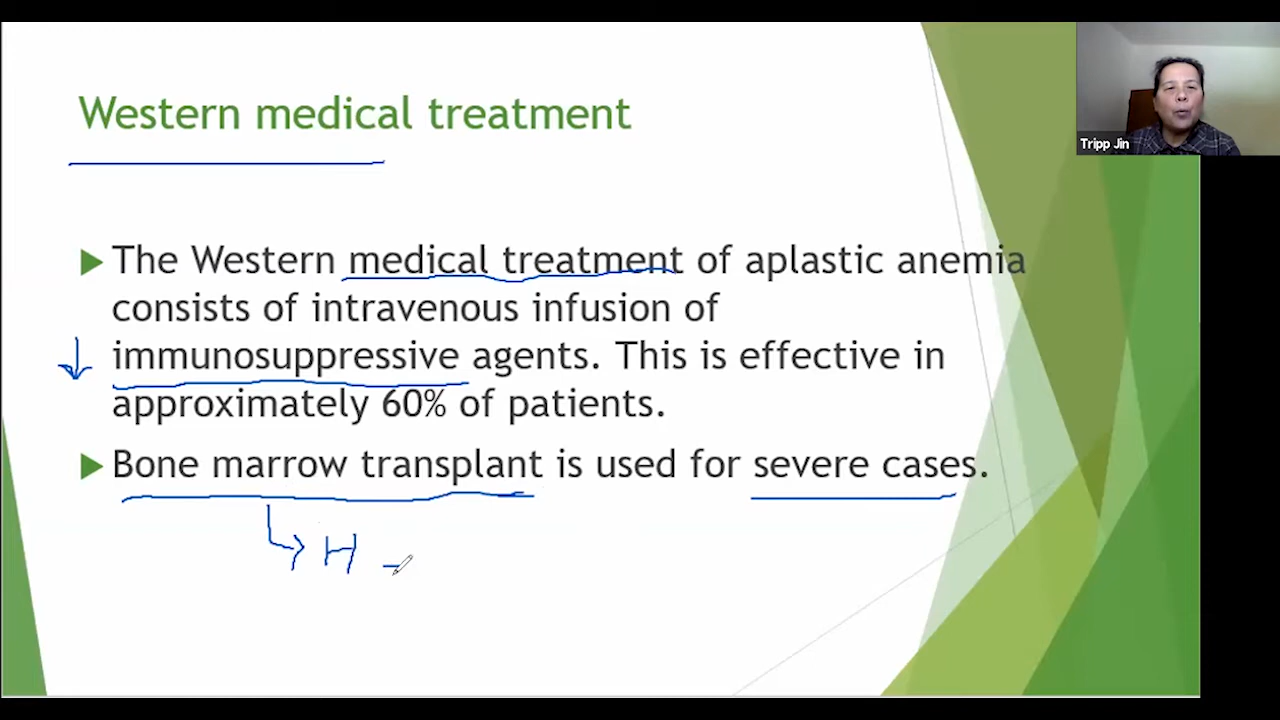 Western medical treatment
Tripp Jin
The Western medical treatment of aplastic anemia
consists of intravenous infusion of
immunosuppressive agents. This is effective in
approximately 60% of patients.
Bone marrow transplant is used for severe cases.
H -